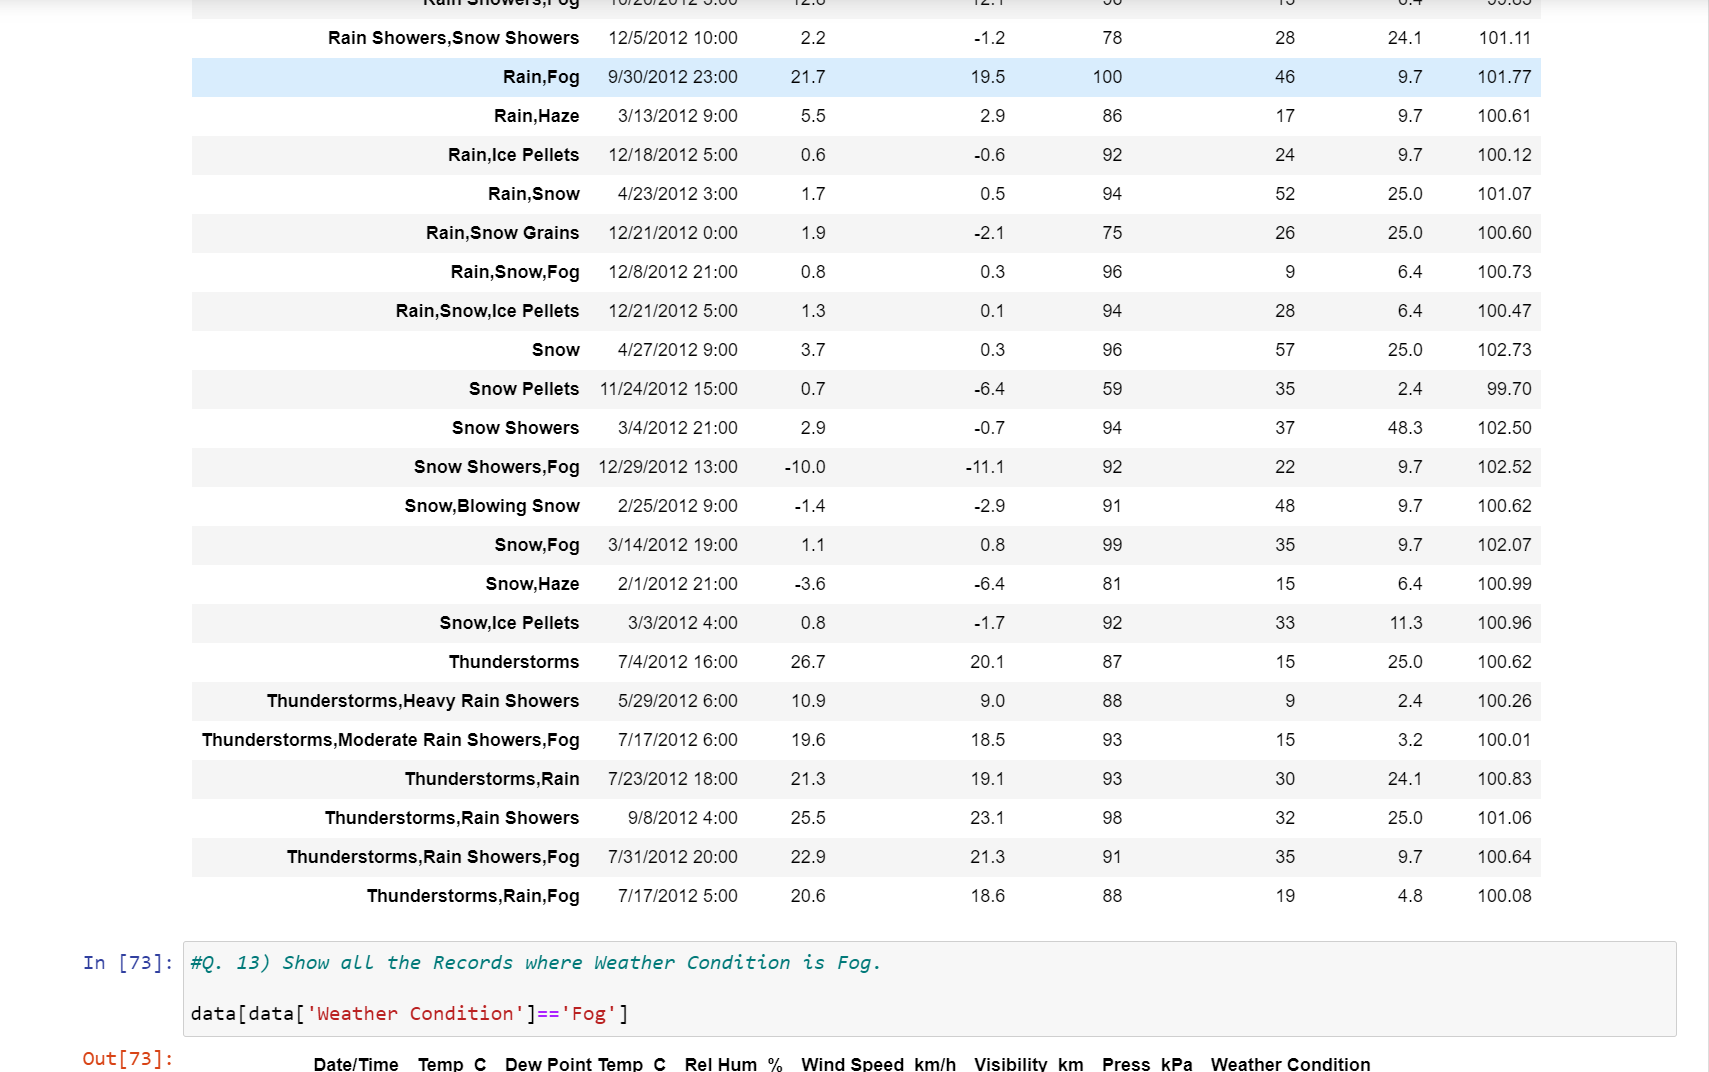 Rain Showers,Snow Showers 12/5/2012 10:00 2.2 -1.2 78 28 24.1 101.11
Rain,Fog 9/30/2012 23:00 21.7 19.5 100 46 9.7 101.77
Rain,Haze 3/13/2012 9:00 5.5 2.9 86 17 9.7 100.61
Rain,Ice Pellets 12/18/2012 5:00 0.6 -0.6 92 24 9.7 100.12
Rain,Snow 4/23/2012 3:00 1.7 0.5 94 52 25.0 101.07
Rain,Snow Grains 12/21/2012 0:00 1.9 -2.1 75 26 25.0 100.60
Rain,Snow,Fog 12/8/2012 21:00 0.8 0.3 96 9 6.4 100.73
Rain,Snow,Ice Pellets 12/21/2012 5:00 1.3 0.1 94 28 6.4 100.47
Snow 4/27/2012 9:00 3.7 0.3 96 57 25.0 102.73
Snow Pellets 11/24/2012 15:00 0.7 -6.4 59 35 2.4 99.70
Snow Showers 3/4/2012 21:00 2.9 -0.7 94 37 48.3 102.50
Snow Showers,Fog 12/29/2012 13:00 -10.0 -11.1 92 22 9.7 102.52
Snow,Blowing Snow 2/25/2012 9:00 -1.4 -2.9 91 48 9.7 100.62
Snow,Fog 3/14/2012 19:00 1.1 0.8 99 35 9.7 102.07
Snow,Haze 2/1/2012 21:00 -3.6 -6.4 81 15 6.4 100.99
Snow,Ice Pellets 3/3/2012 4:00 0.8 -1.7 92 33 11.3 100.96
Thunderstorms 7/4/2012 16:00 26.7 20.1 87 15 25.0 100.62
Thunderstorms,Heavy Rain Showers 5/29/2012 6:00 10.9 9.0 88 9 2.4 100.26
Thunderstorms,Moderate Rain Showers,Fog 7/17/2012 6:00 19.6 18.5 93 15 3.2 100.01
Thunderstorms,Rain 7/23/2012 18:00 21.3 19.1 93 30 24.1 100.83
Thunderstorms,Rain Showers 9/8/2012 4:00 25.5 23.1 98 32 25.0 101.06
Thunderstorms,Rain Showers,Fog 7/31/2012 20:00 22.9 21.3 91 35 9.7 100.64
Thunderstorms,Rain,Fog 7/17/2012 5:00 20.6 18.6 88 19 4.8 100.08
In [73]: #Q. 13) Show all the Records where Weather Condition is Fog.
data[data['Weather Condition']=='Fog']
Out[73]: Date/Time Temp_C Dew Point Temp_C Rel Hum_% Wind Speed_km/h Visibility_km Press_kPa Weather Condition